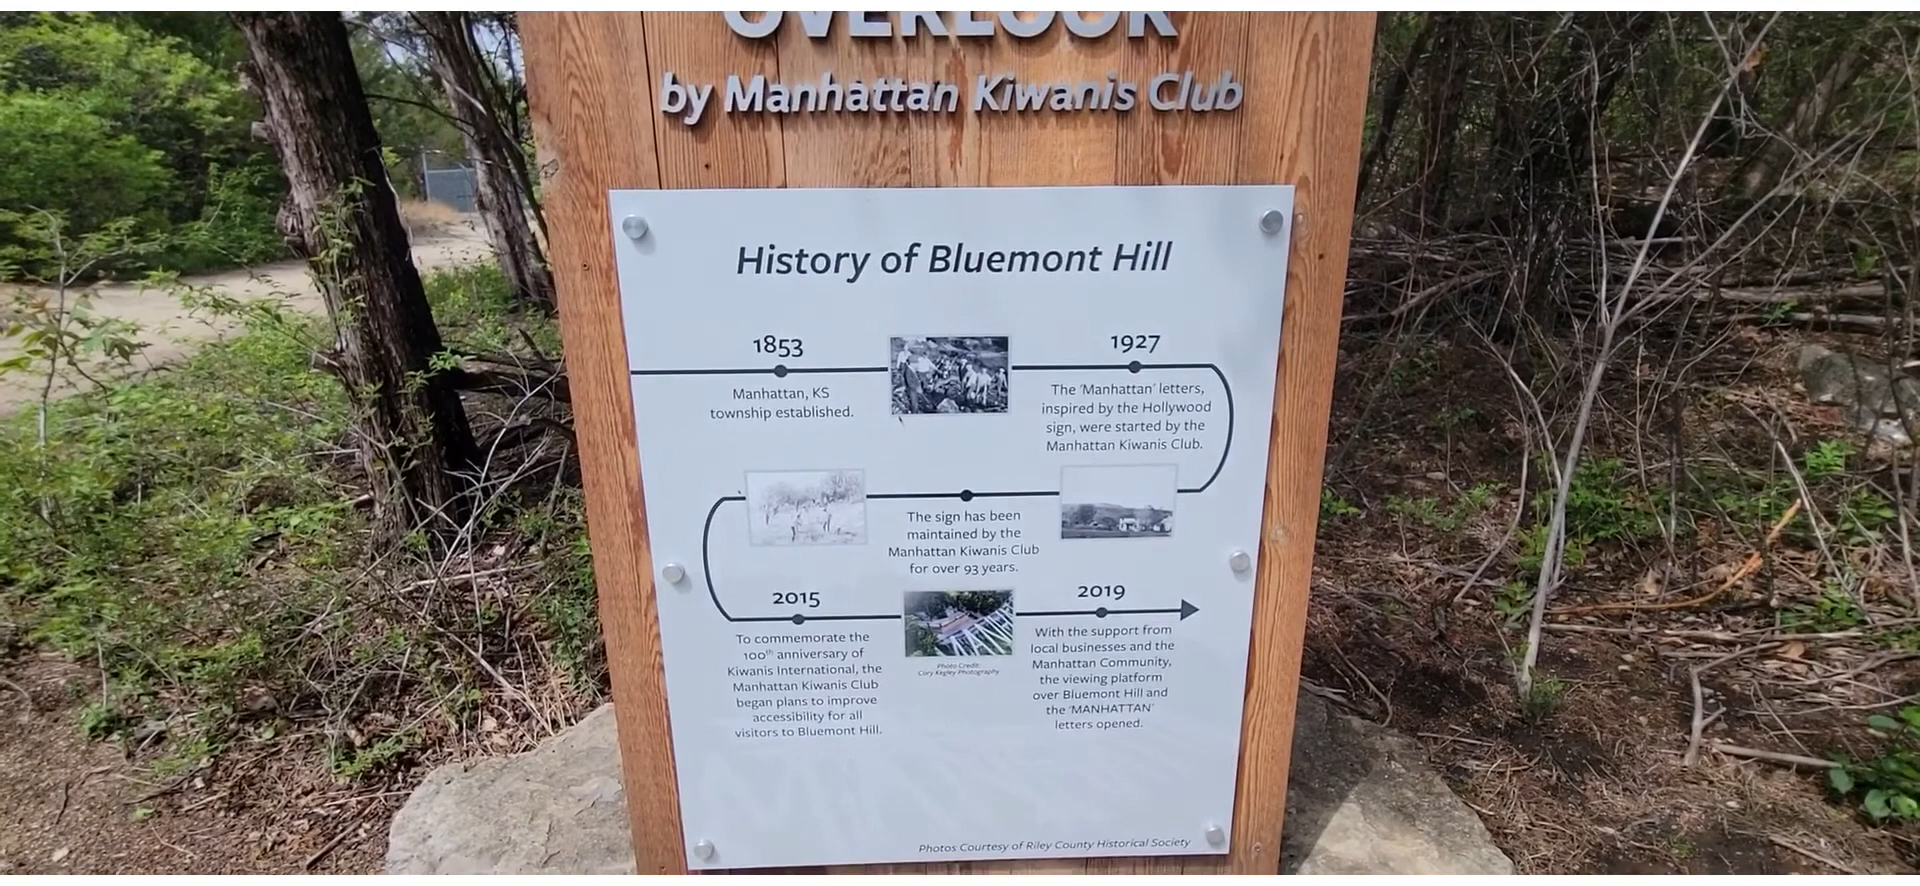 OVERLOOK
by Manhattan Kiwanis Club
History of Bluemont Hill
1853
Manhattan, KS
township established.
1927
The 'Manhattan' letters,
inspired by the Hollywood
sign, were started by the
Manhattan Kiwanis Club.
The sign has been
maintained by the
Manhattan Kiwanis Club
for over 93 years.
2015
To commemorate the
100th anniversary of
Kiwanis International, the
Manhattan Kiwanis Club
began plans to improve
accessibility for all
visitors to Bluemont Hill.
Photo Credit:
Cory Kegley Photography
2019
With the support from
local businesses and the
Manhattan Community,
the viewing platform
over Bluemont Hill and
the 'MANHATTAN'
letters opened.
Photos Courtesy of Riley County Historical Society